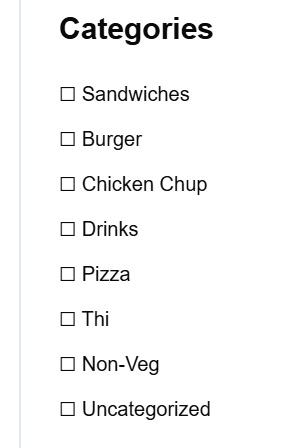 Categories
☐ Sandwiches
☐ Burger
☐ Chicken Chup
☐ Drinks
☐ Pizza
☐ Thi
☐ Non-Veg
☐ Uncategorized